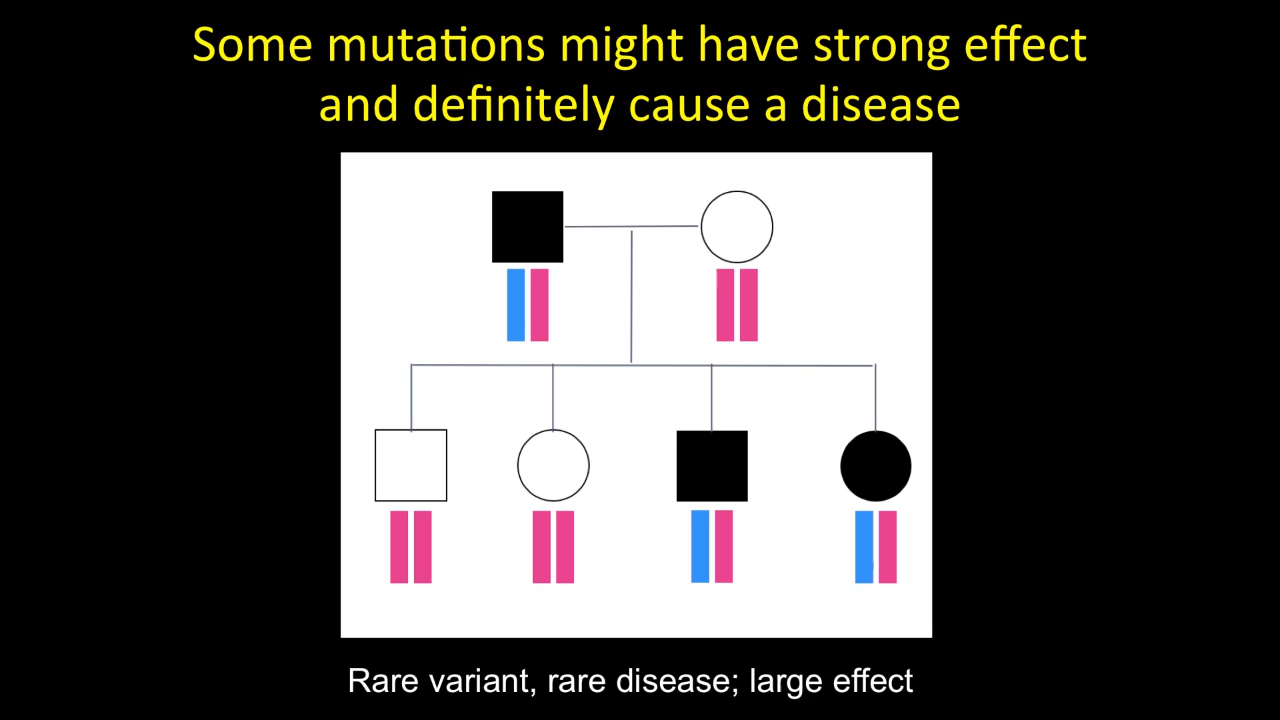 Some mutations might have strong effect
and definitely cause a disease
Rare variant, rare disease; large effect